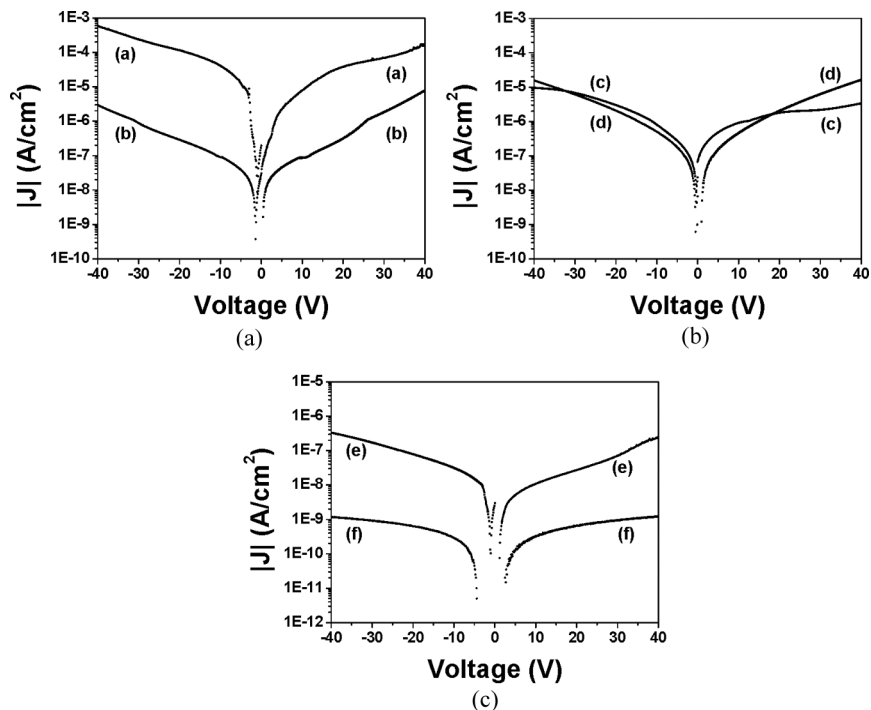 1E-3
1E-4
1E-5
1E-6
1E-7
1E-8
1E-9
1E-10
|J| (A/cm²)
(a)
(a)
(b)
(b)
-40 -30 -20 -10 0 10 20 30 40
Voltage (V)
(a)
1E-3
1E-4
1E-5
1E-6
1E-7
1E-8
1E-9
1E-10
|J| (A/cm²)
(c)
(d)
(d)
(c)
-40 -30 -20 -10 0 10 20 30 40
Voltage (V)
(b)
1E-5
1E-6
1E-7
1E-8
1E-9
1E-10
1E-11
1E-12
|J| (A/cm²)
(e)
(e)
(f)
(f)
-40 -30 -20 -10 0 10 20 30 40
Voltage (V)
(c)